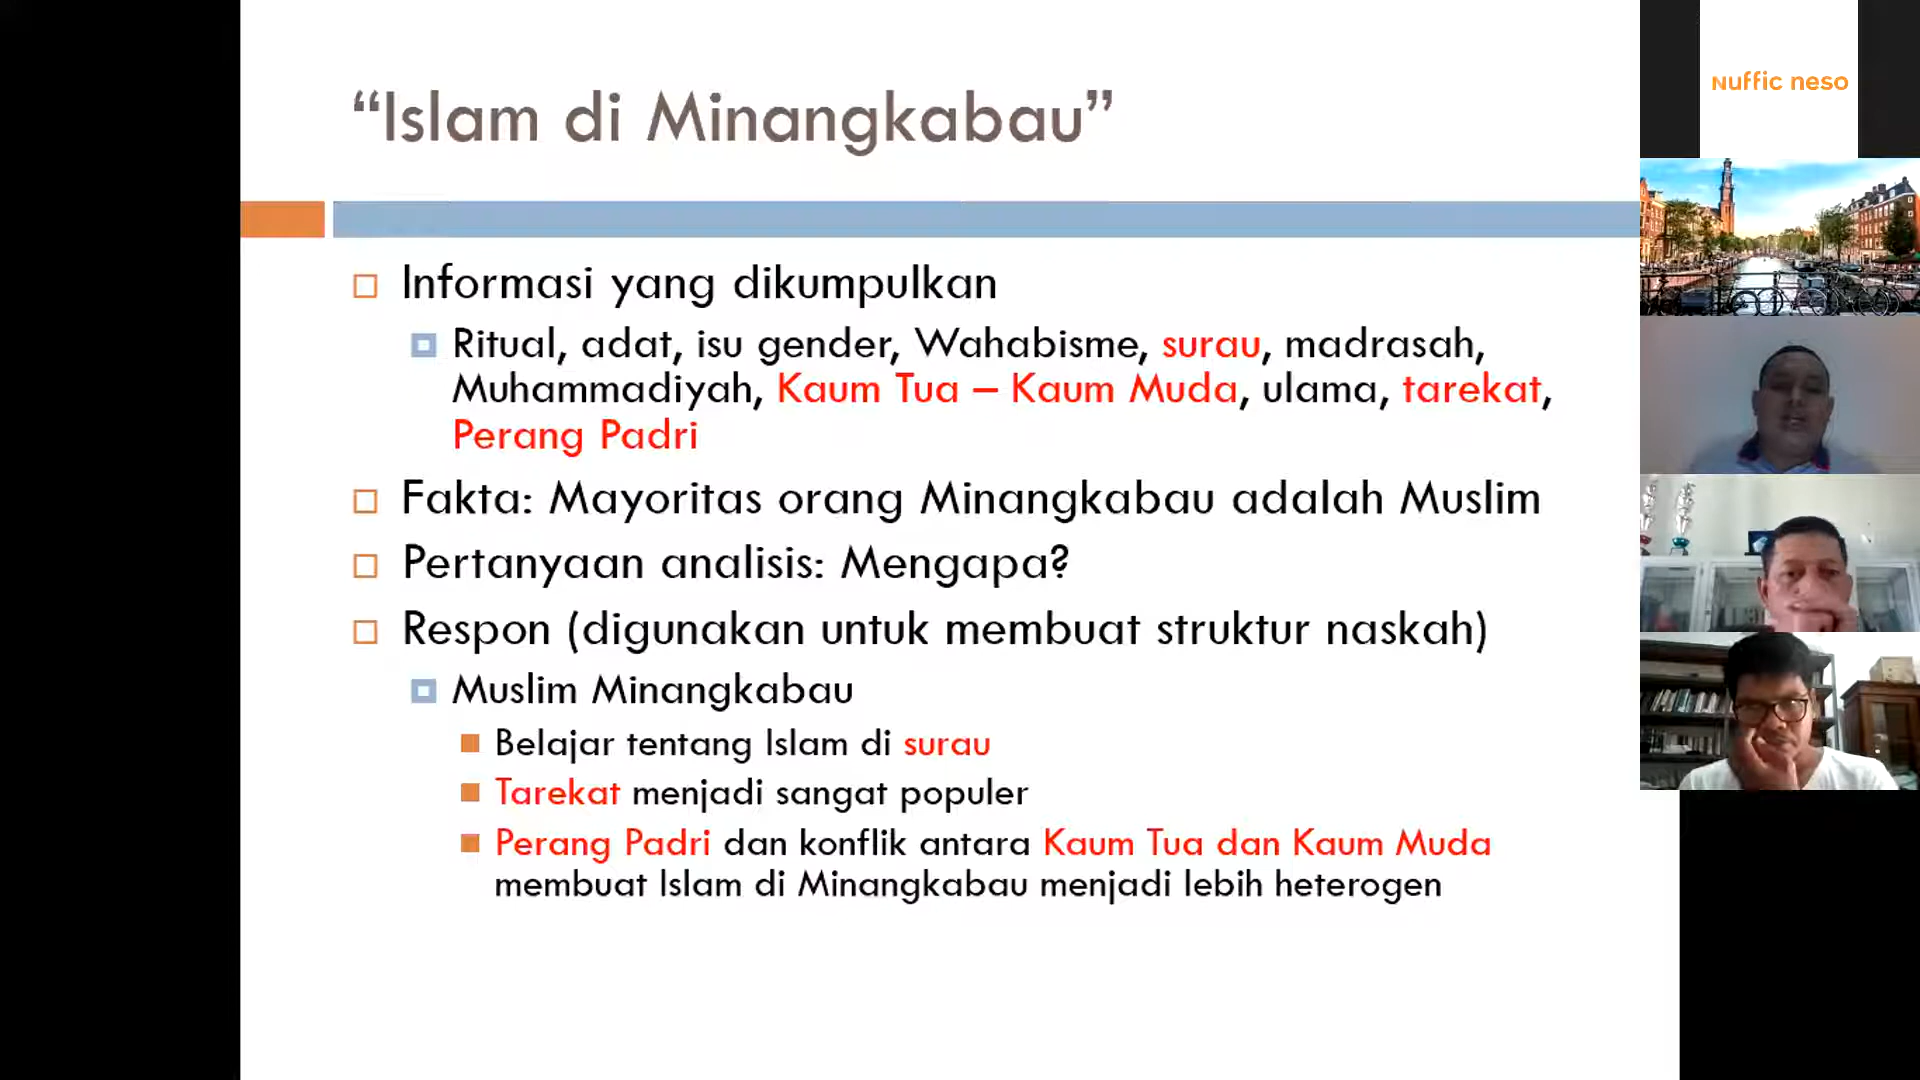 “Islam di Minangkabau”
Informasi yang dikumpulkan
Ritual, adat, isu gender, Wahabisme, surau, madrasah,
Muhammadiyah, Kaum Tua – Kaum Muda, ulama, tarekat,
Perang Padri
Fakta: Mayoritas orang Minangkabau adalah Muslim
Pertanyaan analisis: Mengapa?
Respon (digunakan untuk membuat struktur naskah)
Muslim Minangkabau
Belajar tentang Islam di surau
Tarekat menjadi sangat populer
Perang Padri dan konflik antara Kaum Tua dan Kaum Muda
membuat Islam di Minangkabau menjadi lebih heterogen
Nuffic neso